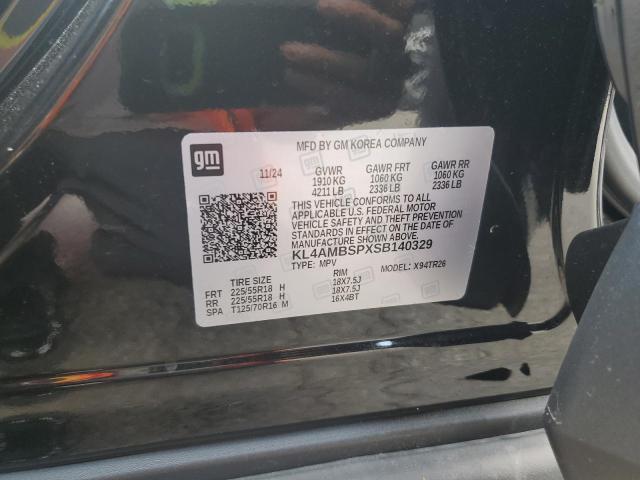 MFD BY GM KOREA COMPANY
gm
11/24 GVWR GAWR FRT GAWR RR
1910 KG 1060 KG 1060 KG
4211 LB 2336 LB 2336 LB
THIS VEHICLE CONFORMS TO ALL
APPLICABLE U.S. FEDERAL MOTOR
VEHICLE SAFETY AND THEFT PREVENTION
STANDARDS IN EFFECT ON THE DATE OF
MANUFACTURE SHOWN ABOVE.
KL4AMBSPXSB140329
TYPE: MPV MODEL: X94TR26
TIRE SIZE RIM
FRT 225/55R18 H 18X7.5J
RR 225/55R18 H 18X7.5J
SPA T125/70R16 M 16X4BT